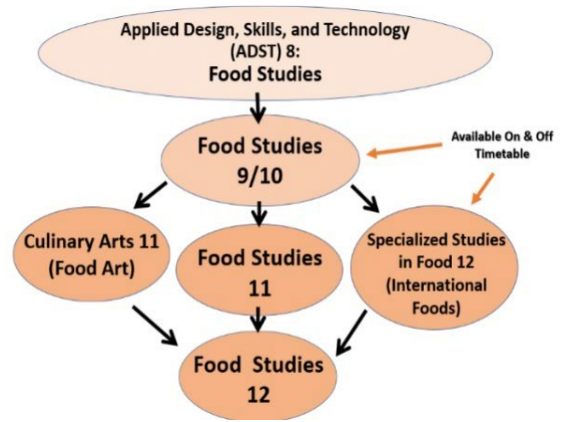 Applied Design, Skills, and Technology
(ADST) 8:
Food Studies
Food Studies
9/10
Available On & Off
Timetable
Culinary Arts 11
(Food Art)
Food Studies
11
Specialized Studies
in Food 12
(International
Foods)
Food Studies
12